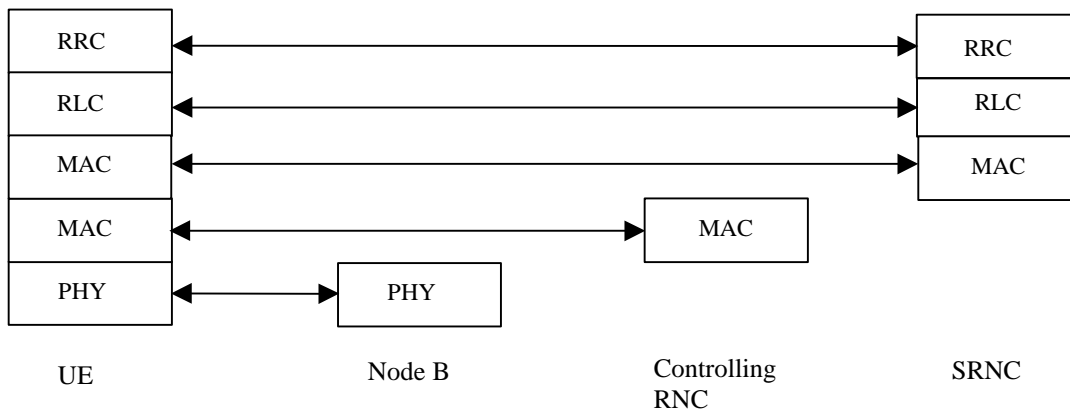 RRC
RRC
RLC
RLC
MAC
MAC
MAC
MAC
PHY
PHY
UE
Node B
Controlling
RNC
SRNC